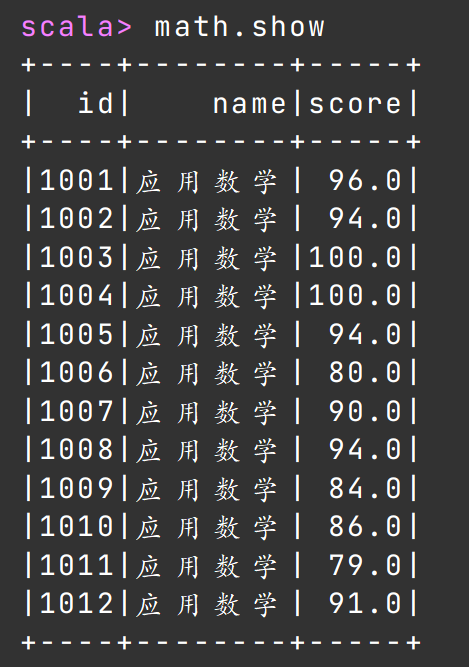 scala> math.show
+----+--------+-----+
|  id|    name|score|
+----+--------+-----+
|1001|应用数学| 96.0|
|1002|应用数学| 94.0|
|1003|应用数学|100.0|
|1004|应用数学|100.0|
|1005|应用数学| 94.0|
|1006|应用数学| 80.0|
|1007|应用数学| 90.0|
|1008|应用数学| 94.0|
|1009|应用数学| 84.0|
|1010|应用数学| 86.0|
|1011|应用数学| 79.0|
|1012|应用数学| 91.0|
+----+--------+-----+